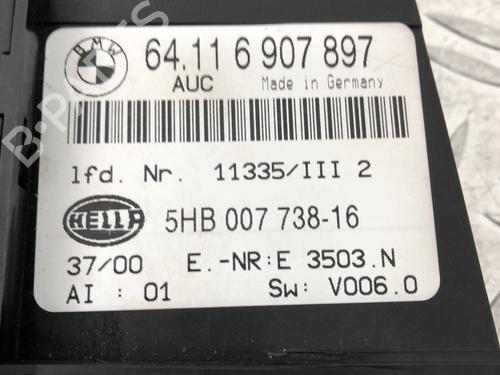 BMW
64.11 6 907 897
AUC Made in Germany
lfd. Nr. 11335/III 2
HELLA 5HB 007 738-16
37/00 E.-NR:E 3503.N
AI : 01 Sw: V006.0
B-PARTS